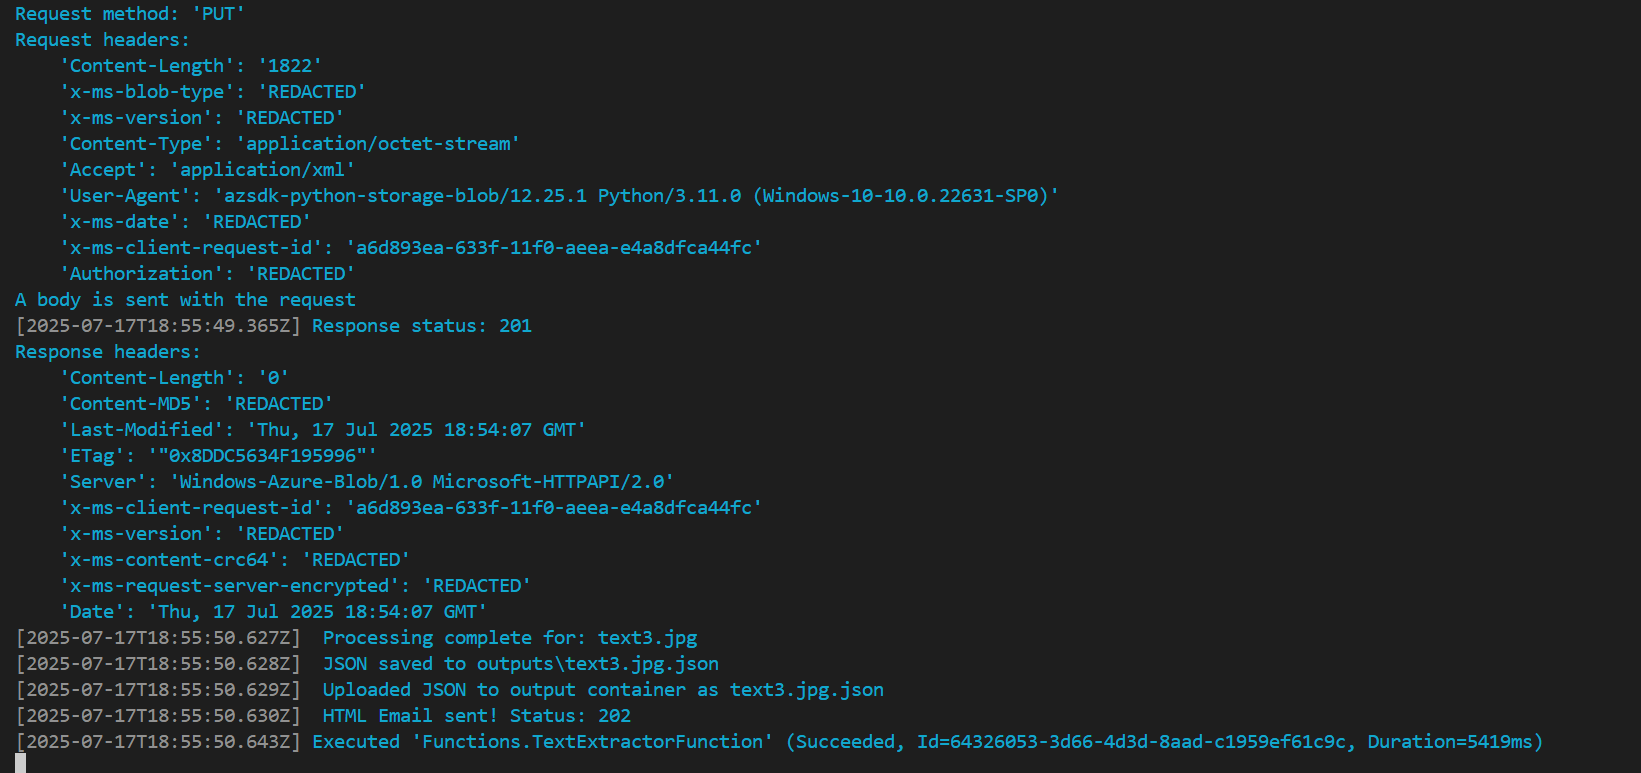 Request method: 'PUT'
Request headers:
    'Content-Length': '1822'
    'x-ms-blob-type': 'REDACTED'
    'x-ms-version': 'REDACTED'
    'Content-Type': 'application/octet-stream'
    'Accept': 'application/xml'
    'User-Agent': 'azsdk-python-storage-blob/12.25.1 Python/3.11.0 (Windows-10-10.0.22631-SP0)'
    'x-ms-date': 'REDACTED'
    'x-ms-client-request-id': 'a6d893ea-633f-11f0-aeea-e4a8dfca44fc'
    'Authorization': 'REDACTED'
A body is sent with the request
[2025-07-17T18:55:49.365Z] Response status: 201
Response headers:
    'Content-Length': '0'
    'Content-MD5': 'REDACTED'
    'Last-Modified': 'Thu, 17 Jul 2025 18:54:07 GMT'
    'ETag': '"0x8DDC5634F195996"'
    'Server': 'Windows-Azure-Blob/1.0 Microsoft-HTTPAPI/2.0'
    'x-ms-client-request-id': 'a6d893ea-633f-11f0-aeea-e4a8dfca44fc'
    'x-ms-version': 'REDACTED'
    'x-ms-content-crc64': 'REDACTED'
    'x-ms-request-server-encrypted': 'REDACTED'
    'Date': 'Thu, 17 Jul 2025 18:54:07 GMT'
[2025-07-17T18:55:50.627Z]  Processing complete for: text3.jpg
[2025-07-17T18:55:50.628Z]  JSON saved to outputs\text3.jpg.json
[2025-07-17T18:55:50.629Z]  Uploaded JSON to output container as text3.jpg.json
[2025-07-17T18:55:50.630Z]  HTML Email sent! Status: 202
[2025-07-17T18:55:50.643Z] Executed 'Functions.TextExtractorFunction' (Succeeded, Id=64326053-3d66-4d3d-8aad-c1959ef61c9c, Duration=5419ms)